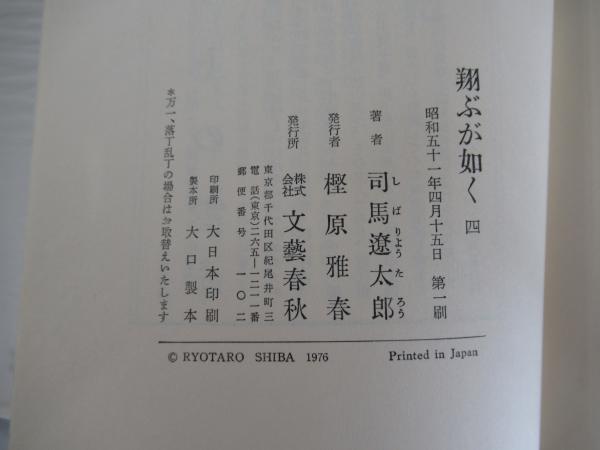 翔ぶが如く 四
昭和五十一年四月十五日 第一刷
著者 司馬遼太郎
しばりようたろう
発行者 樫原雅春
発行所 株式会社 文藝春秋
東京都千代田区紀尾井町三
電話(東京)二六五―一二一一番
郵便番号 一〇二
印刷所 大日本印刷
製本所 大口製本
*万一、落丁乱丁の場合はお取替えいたします
© RYOTARO SHIBA 1976 Printed in Japan